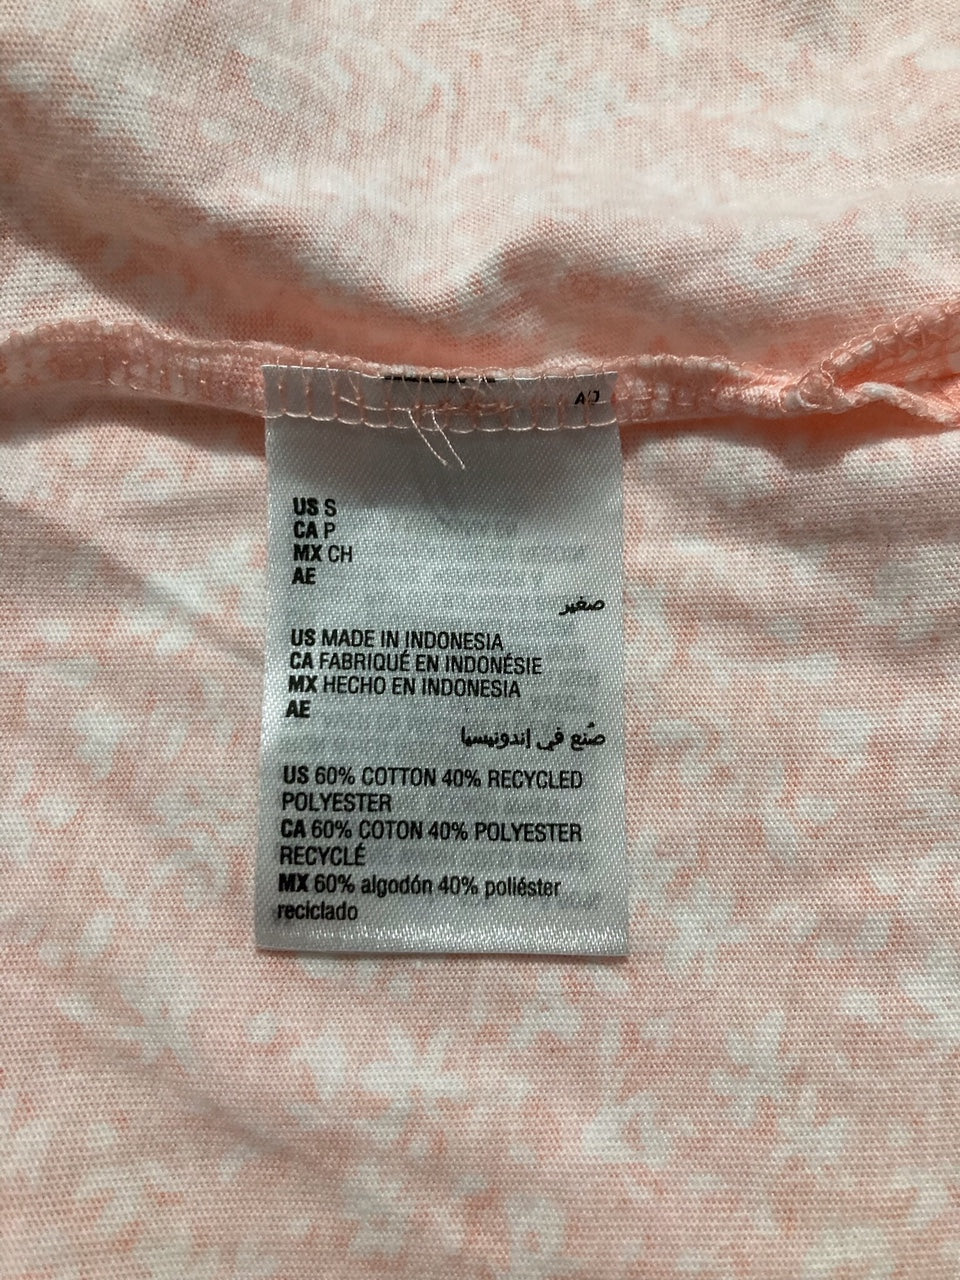 US S
CA P
MX CH
AE
صغير
US MADE IN INDONESIA
CA FABRIQUÉ EN INDONÉSIE
MX HECHO EN INDONESIA
AE
صُنع في إندونيسيا
US 60% COTTON 40% RECYCLED
POLYESTER
CA 60% COTON 40% POLYESTER
RECYCLÉ
MX 60% algodón 40% poliéster
reciclado